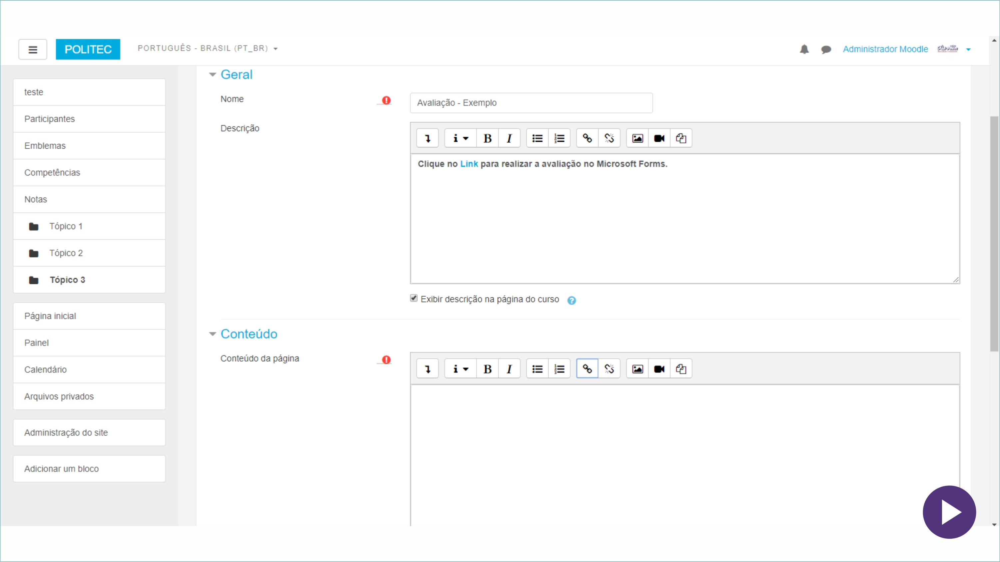 POLITEC
PORTUGUÊS - BRASIL (PT_BR)
Administrador Moodle
teste
Participantes
Emblemas
Competências
Notas
Tópico 1
Tópico 2
Tópico 3
Página inicial
Painel
Calendário
Arquivos privados
Administração do site
Adicionar um bloco
Geral
Nome
Avaliação - Exemplo
Descrição
Clique no Link para realizar a avaliação no Microsoft Forms.
Exibir descrição na página do curso
Conteúdo
Conteúdo da página